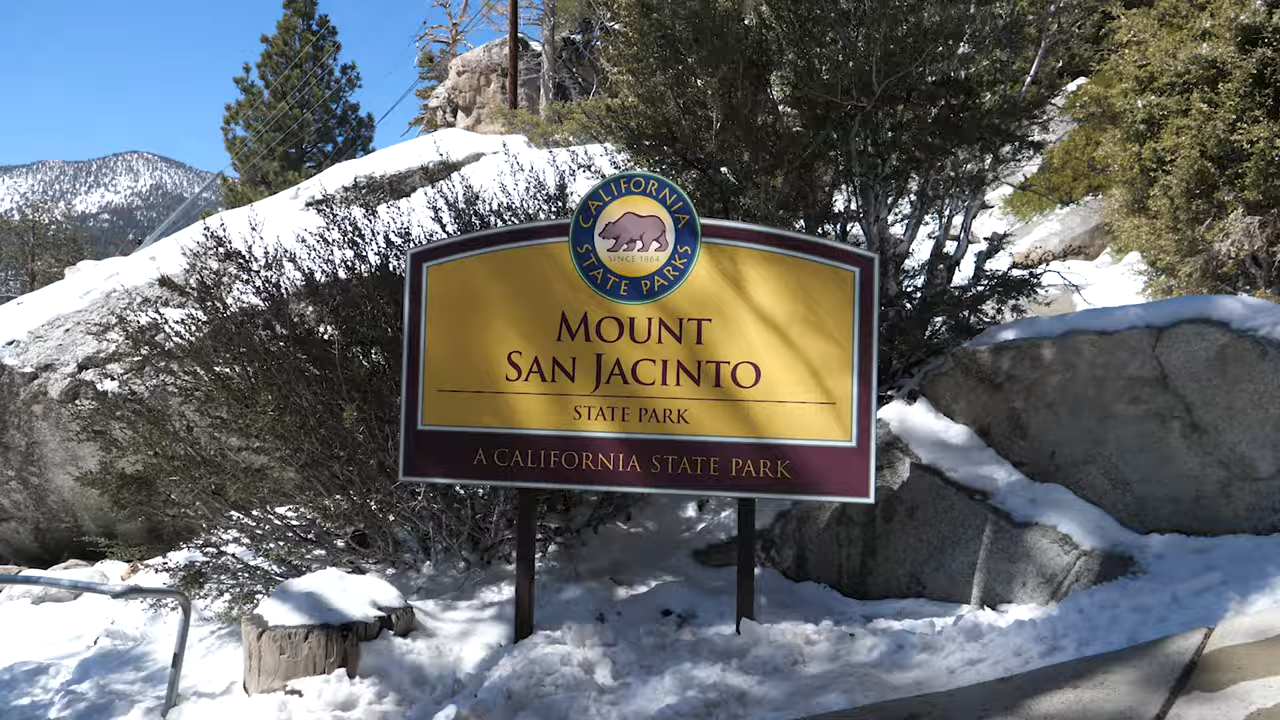 CALIFORNIA
STATE PARKS
SINCE 1864
MOUNT
SAN JACINTO
STATE PARK
A CALIFORNIA STATE PARK